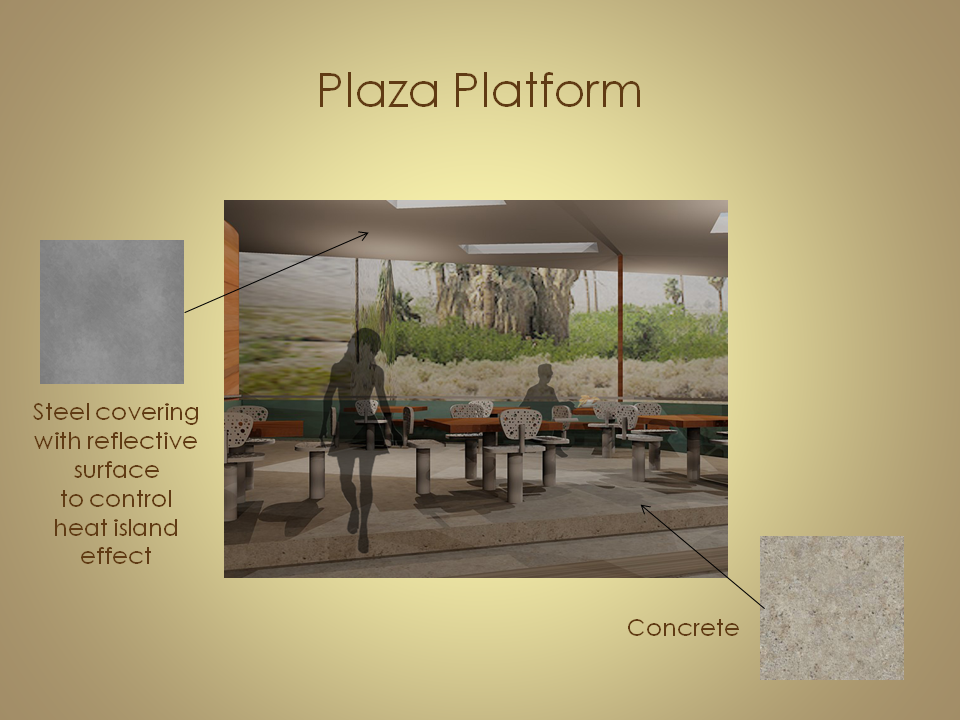 Plaza Platform
Steel covering
with reflective
surface
to control
heat island
effect
Concrete